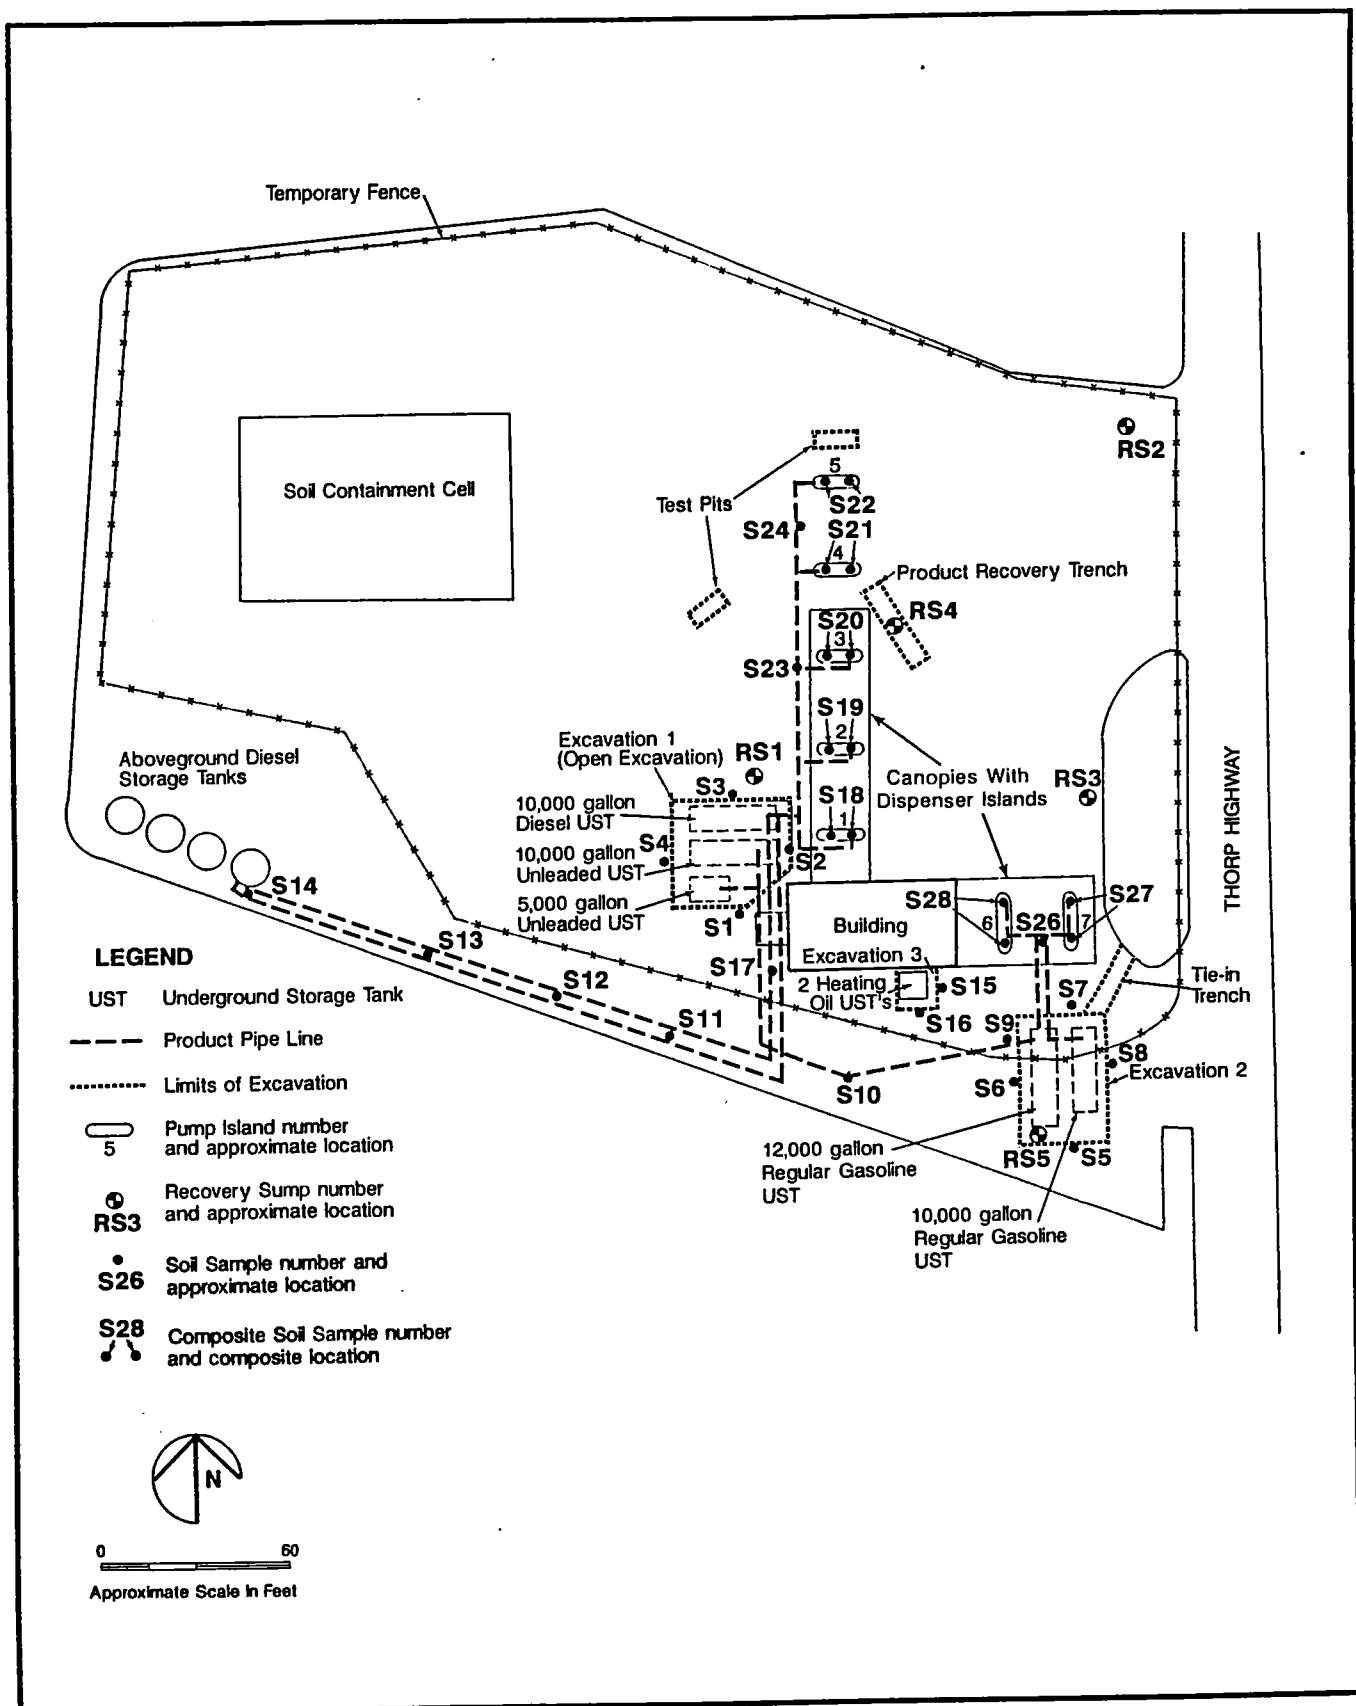 Temporary Fence
RS2
Soil Containment Cell
5
Test Pits
S22
S24
S21
4
Product Recovery Trench
S20
RS4
3
S23
S19
2
Excavation 1
(Open Excavation)
RS1
Aboveground Diesel
Storage Tanks
S3
Canopies With
Dispenser Islands
RS3
THORP HIGHWAY
10,000 gallon
Diesel UST
S18
1
S4
S2
10,000 gallon
Unleaded UST
S14
5,000 gallon
Unleaded UST
S1
S28
S27
6
S26
7
Building
S13
LEGEND
S17
Excavation 3
Tie-in
Trench
UST Underground Storage Tank
S12
2 Heating
Oil UST's
S15
S7
S16
S9
S11
Product Pipe Line
S8
Excavation 2
Limits of Excavation
S10
S6
5
Pump Island number
and approximate location
12,000 gallon
Regular Gasoline
UST
RS5
S5
RS3
Recovery Sump number
and approximate location
10,000 gallon
Regular Gasoline
UST
S26
Soil Sample number and
approximate location
S28
Composite Soil Sample number
and composite location
N
0 60
Approximate Scale in Feet